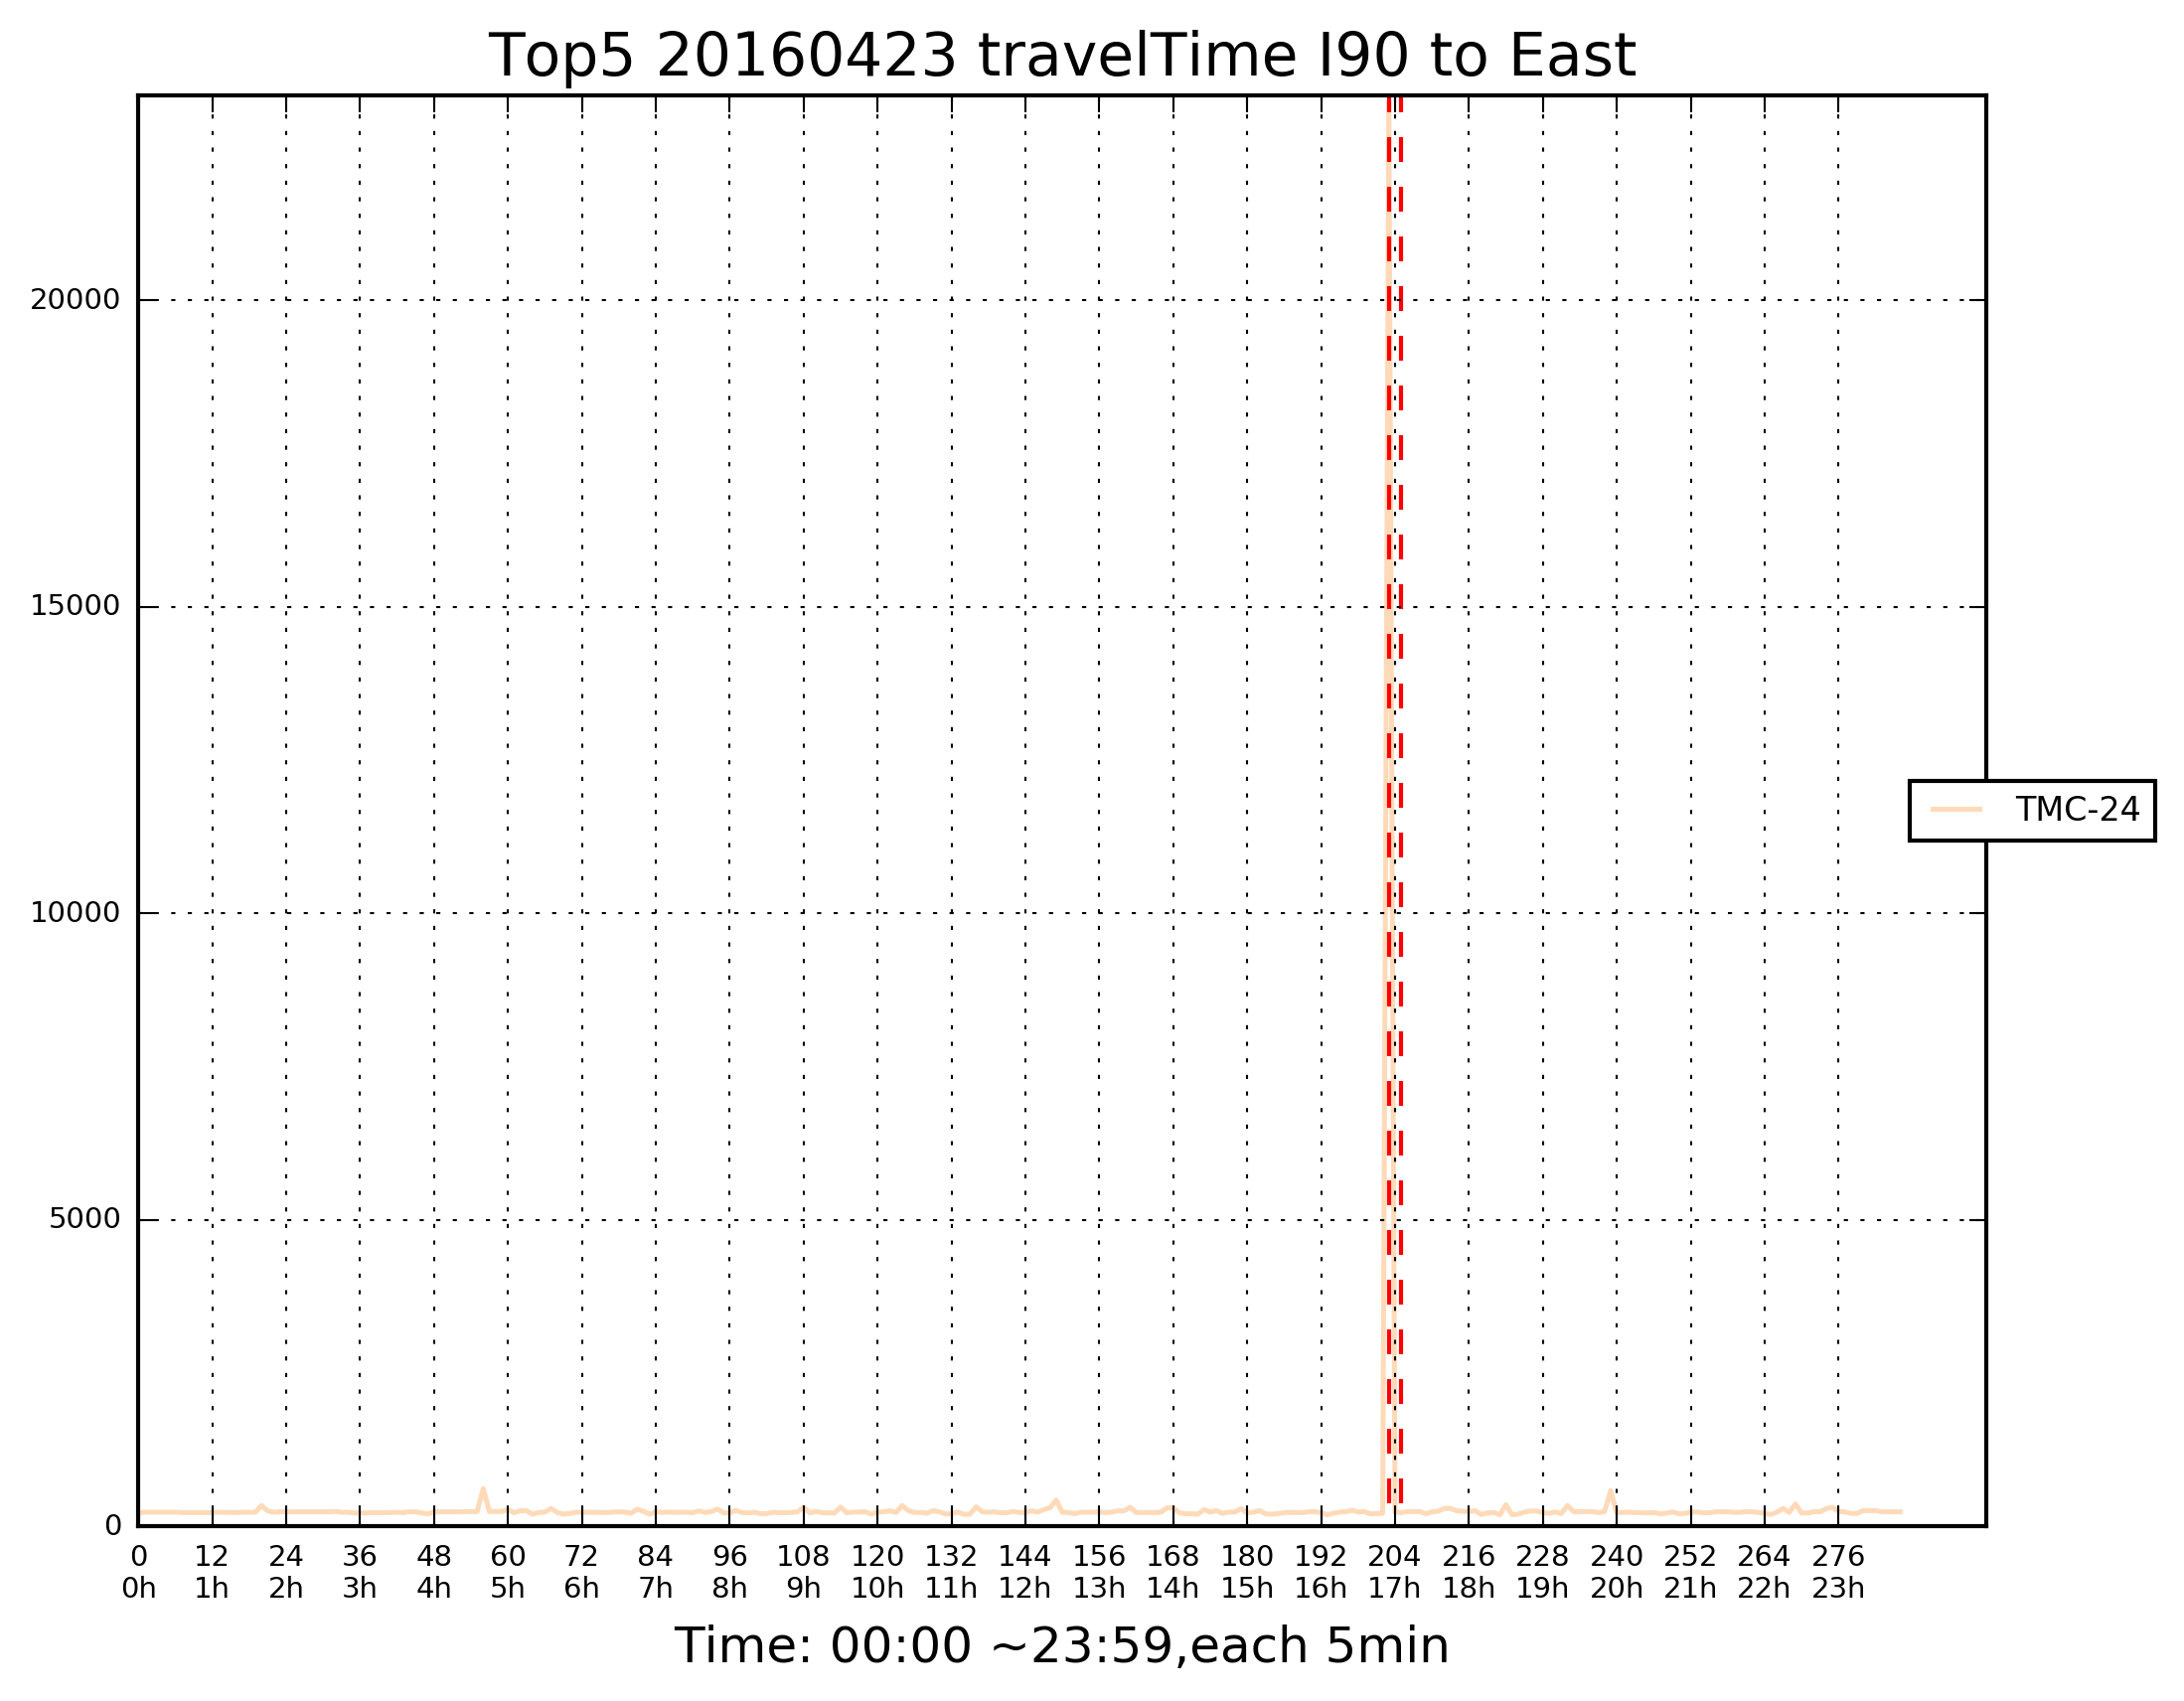 Top5 20160423 travelTime I90 to East
20000
15000
10000
5000
0
TMC-24
0 12 24 36 48 60 72 84 96 108 120 132 144 156 168 180 192 204 216 228 240 252 264 276
0h 1h 2h 3h 4h 5h 6h 7h 8h 9h 10h 11h 12h 13h 14h 15h 16h 17h 18h 19h 20h 21h 22h 23h
Time: 00:00 ~23:59,each 5min